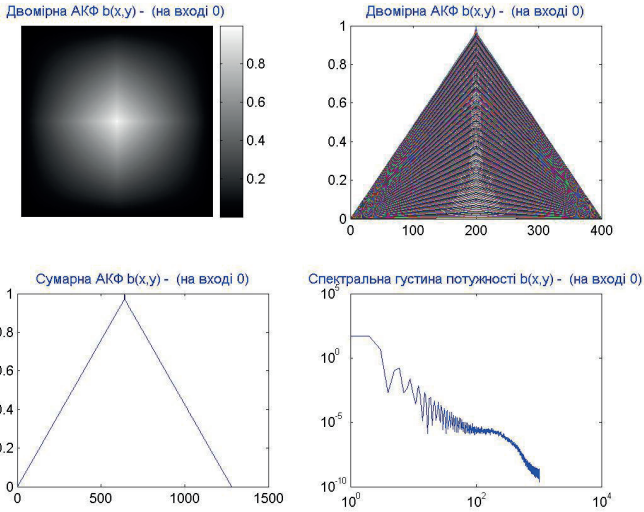 Двомірна АКФ b(x,y) - (на вході 0)
0.8
0.6
0.4
0.2
Двомірна АКФ b(x,y) - (на вході 0)
1
0.8
0.6
0.4
0.2
0
0 100 200 300 400
Сумарна АКФ b(x,y) - (на вході 0)
1
0.8
0.6
0.4
0.2
0
0 500 1000 1500
Спектральна густина потужності b(x,y) - (на вході 0)
10^5
10^0
10^-5
10^-10
10^0 10^2 10^4